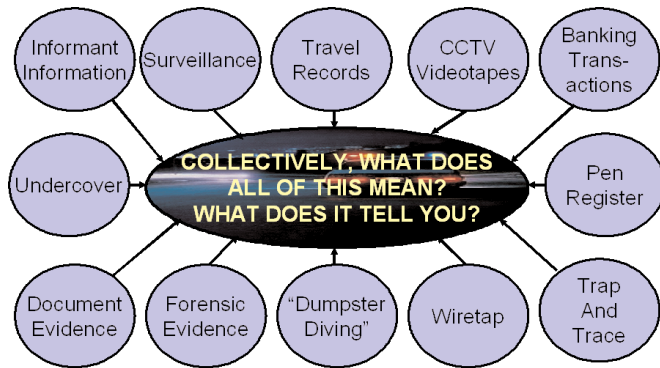 Informant
Information
Surveillance
Travel
Records
CCTV
Videotapes
Banking
Trans-
actions
Undercover
COLLECTIVELY, WHAT DOES
ALL OF THIS MEAN?
WHAT DOES IT TELL YOU?
Pen
Register
Document
Evidence
Forensic
Evidence
“Dumpster
Diving”
Wiretap
Trap
And
Trace